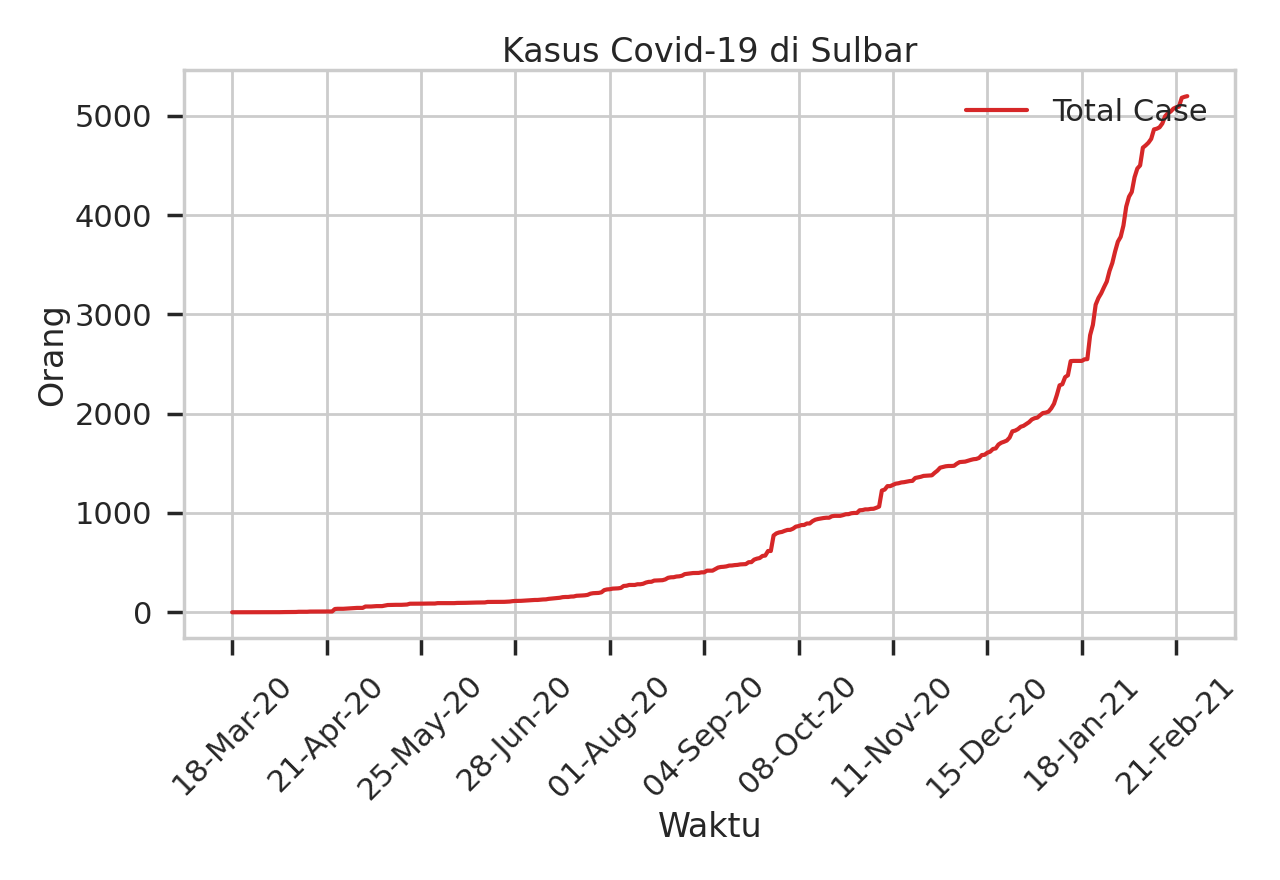 Kasus Covid-19 di Sulbar
Total Case
Orang
5000
4000
3000
2000
1000
0
18-Mar-20
21-Apr-20
25-May-20
28-Jun-20
01-Aug-20
04-Sep-20
08-Oct-20
11-Nov-20
15-Dec-20
18-Jan-21
21-Feb-21
Waktu